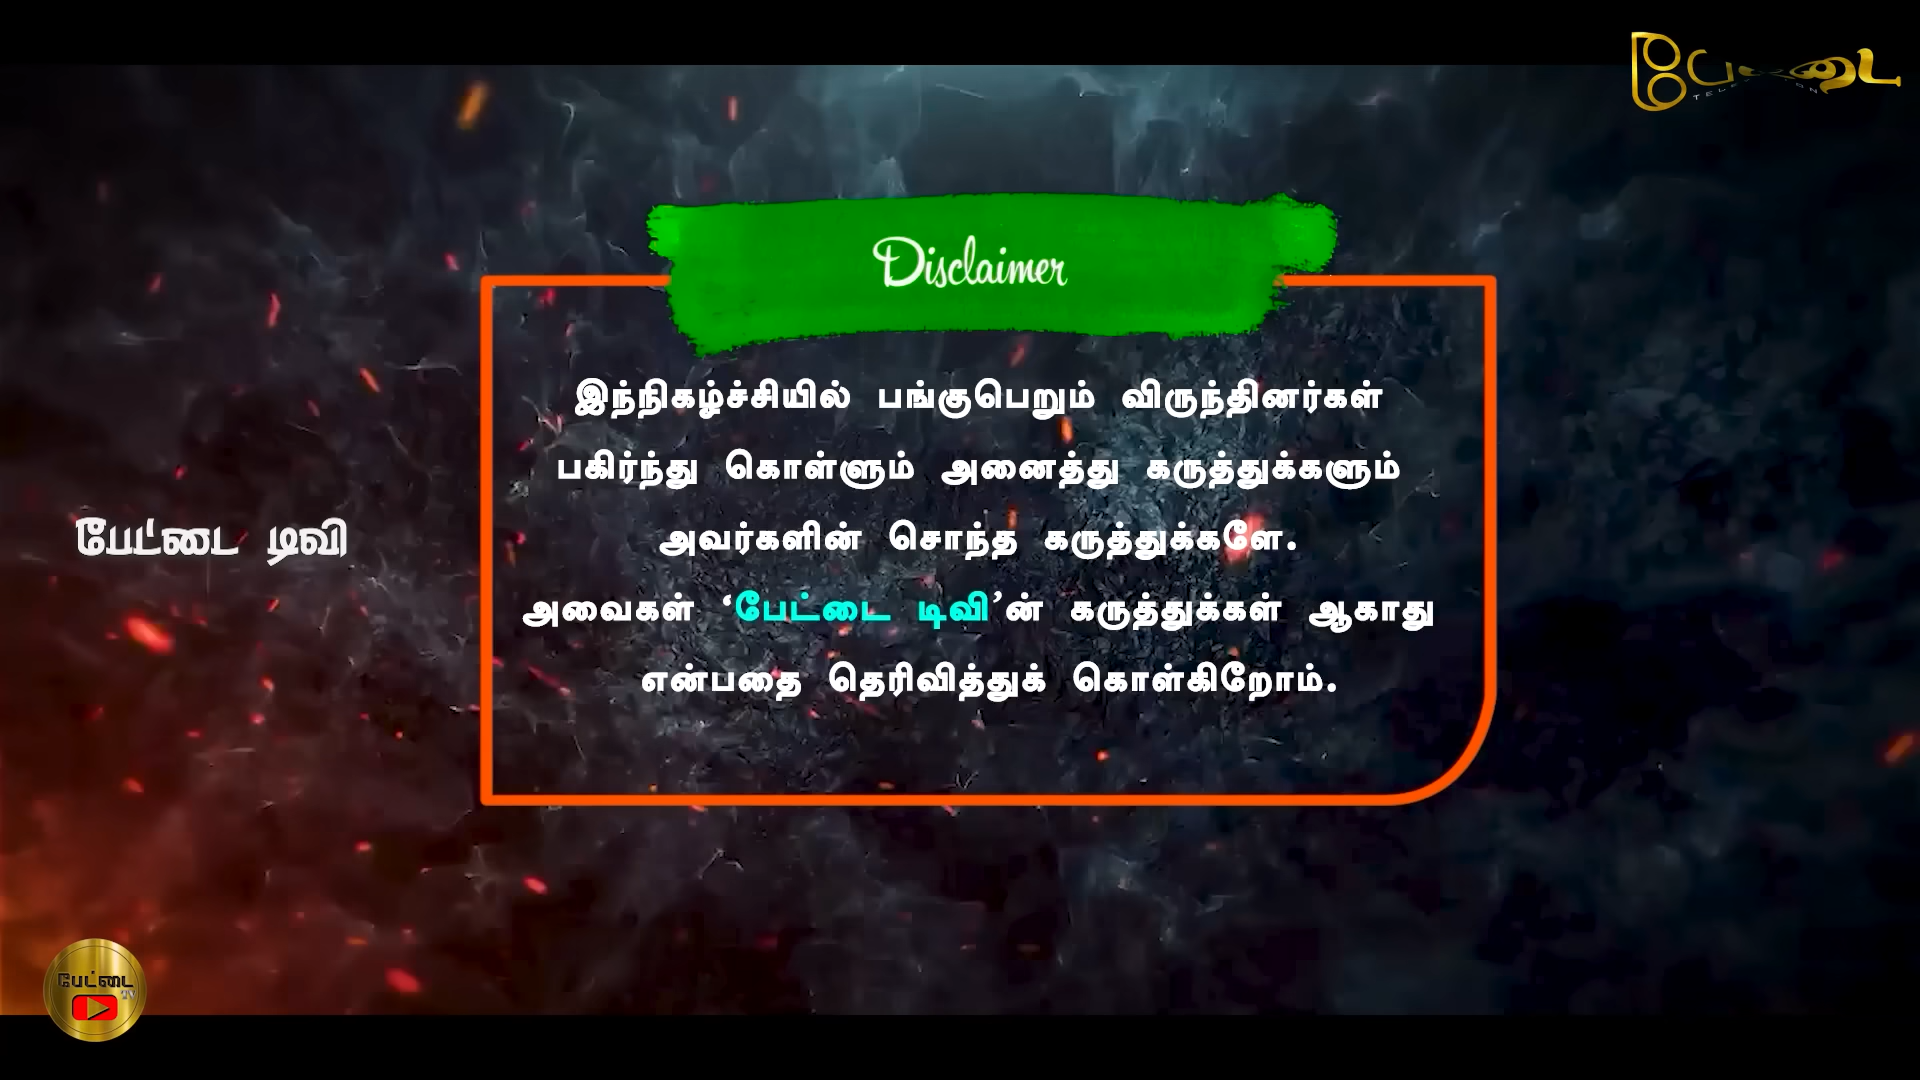 பேட்டை
Disclaimer
இந்நிகழ்ச்சியில் பங்குபெறும் விருந்தினர்கள்
பகிர்ந்து கொள்ளும் அனைத்து கருத்துக்களும்
அவர்களின் சொந்த கருத்துக்களே.
அவைகள் ‘பேட்டை டிவி’ன் கருத்துக்கள் ஆகாது
என்பதை தெரிவித்துக் கொள்கிறோம்.
பேட்டை டிவி
பேட்டை
TV